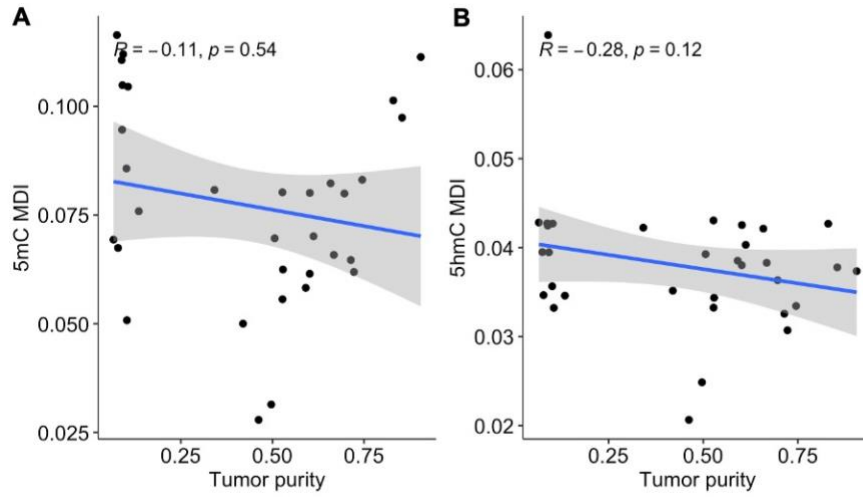 A
R = −0.11, p = 0.54
0.100
0.075
0.050
0.025
5mC MDI
0.25
0.50
0.75
Tumor purity
B
R = −0.28, p = 0.12
0.06
0.05
0.04
0.03
0.02
5hmC MDI
0.25
0.50
0.75
Tumor purity